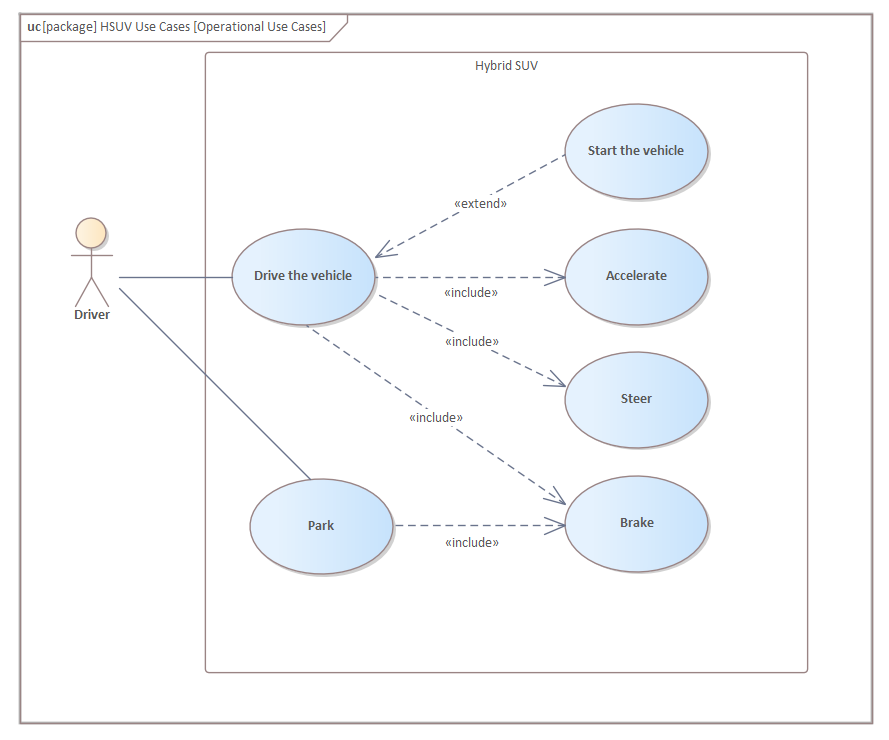 uc [package] HSUV Use Cases [Operational Use Cases]
Hybrid SUV
Start the vehicle
«extend»
Drive the vehicle
Accelerate
«include»
Driver
«include»
Steer
«include»
Park
Brake
«include»